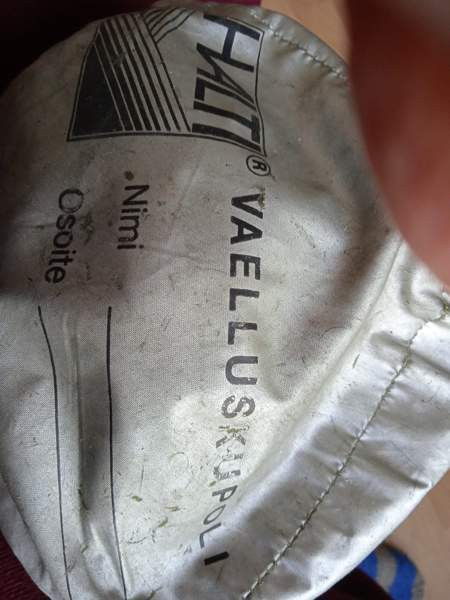 HALTI®
VAELLUSKUPOLI
Nimi
Osoite